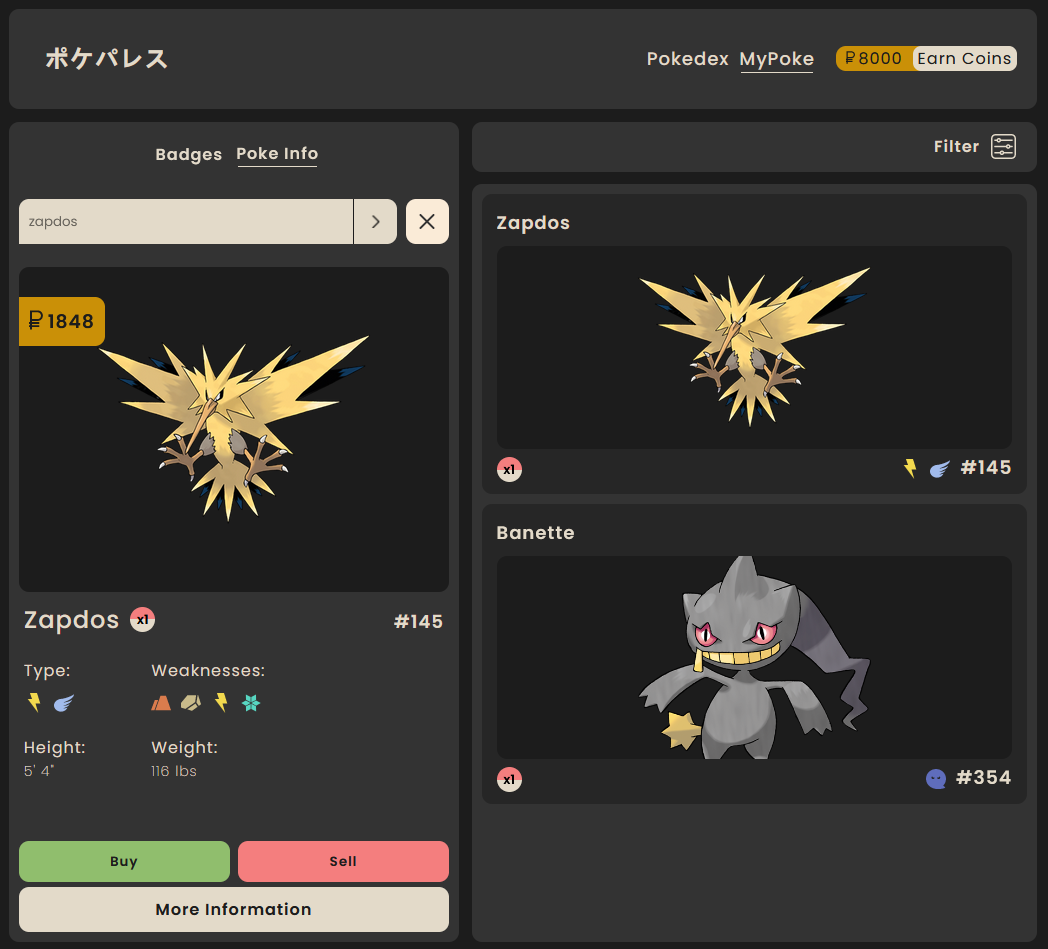 ポケパレス
Pokedex MyPoke ₽8000 Earn Coins
Badges Poke Info
zapdos
₽1848
Zapdos x1 #145
Type: Weaknesses:
Height: Weight:
5' 4" 116 lbs
Buy Sell
More Information
Filter
Zapdos
x1 #145
Banette
x1 #354